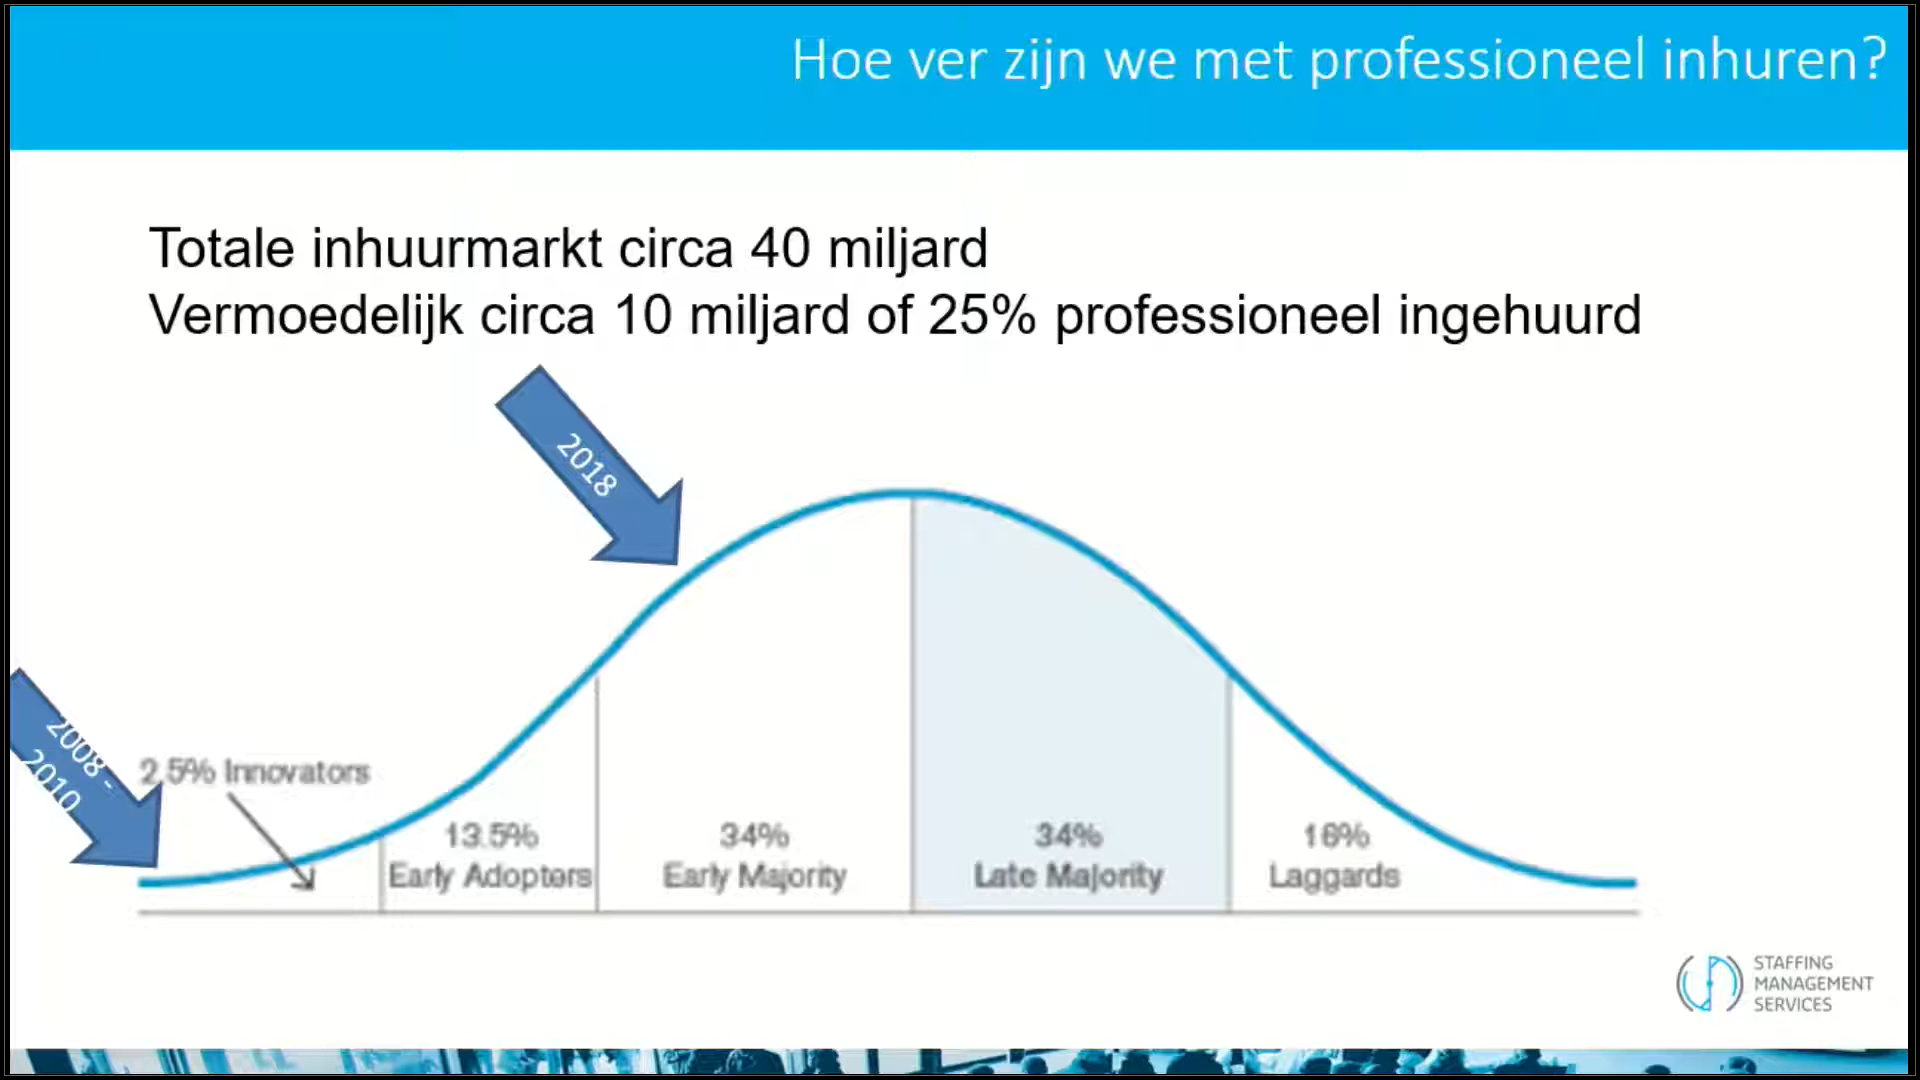 Hoe ver zijn we met professioneel inhuren?
Totale inhuurmarkt circa 40 miljard
Vermoedelijk circa 10 miljard of 25% professioneel ingehuurd
2018
2008 -
2010
2.5% Innovators
13.5%
Early Adopters
34%
Early Majority
34%
Late Majority
16%
Laggards
STAFFING
MANAGEMENT
SERVICES